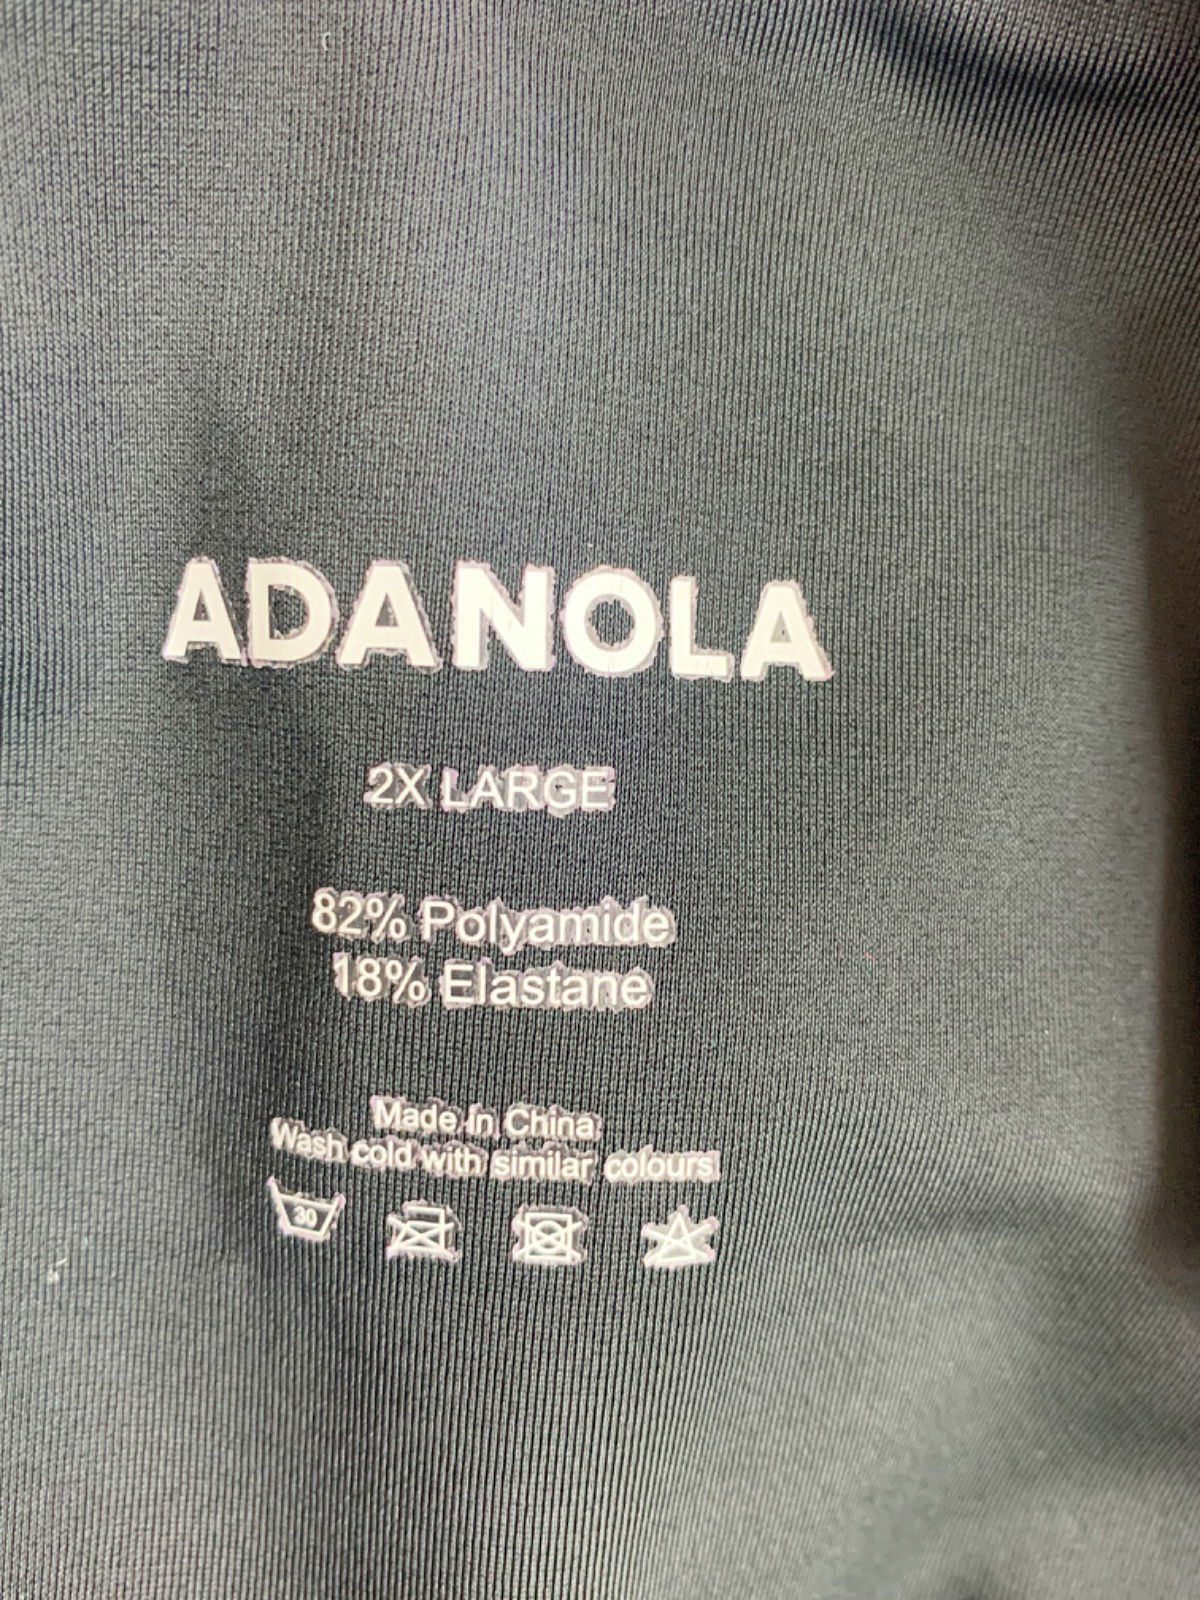 ADANOLA
2X LARGE
82% Polyamide
18% Elastane
Made in China
Wash cold with similar colours
30